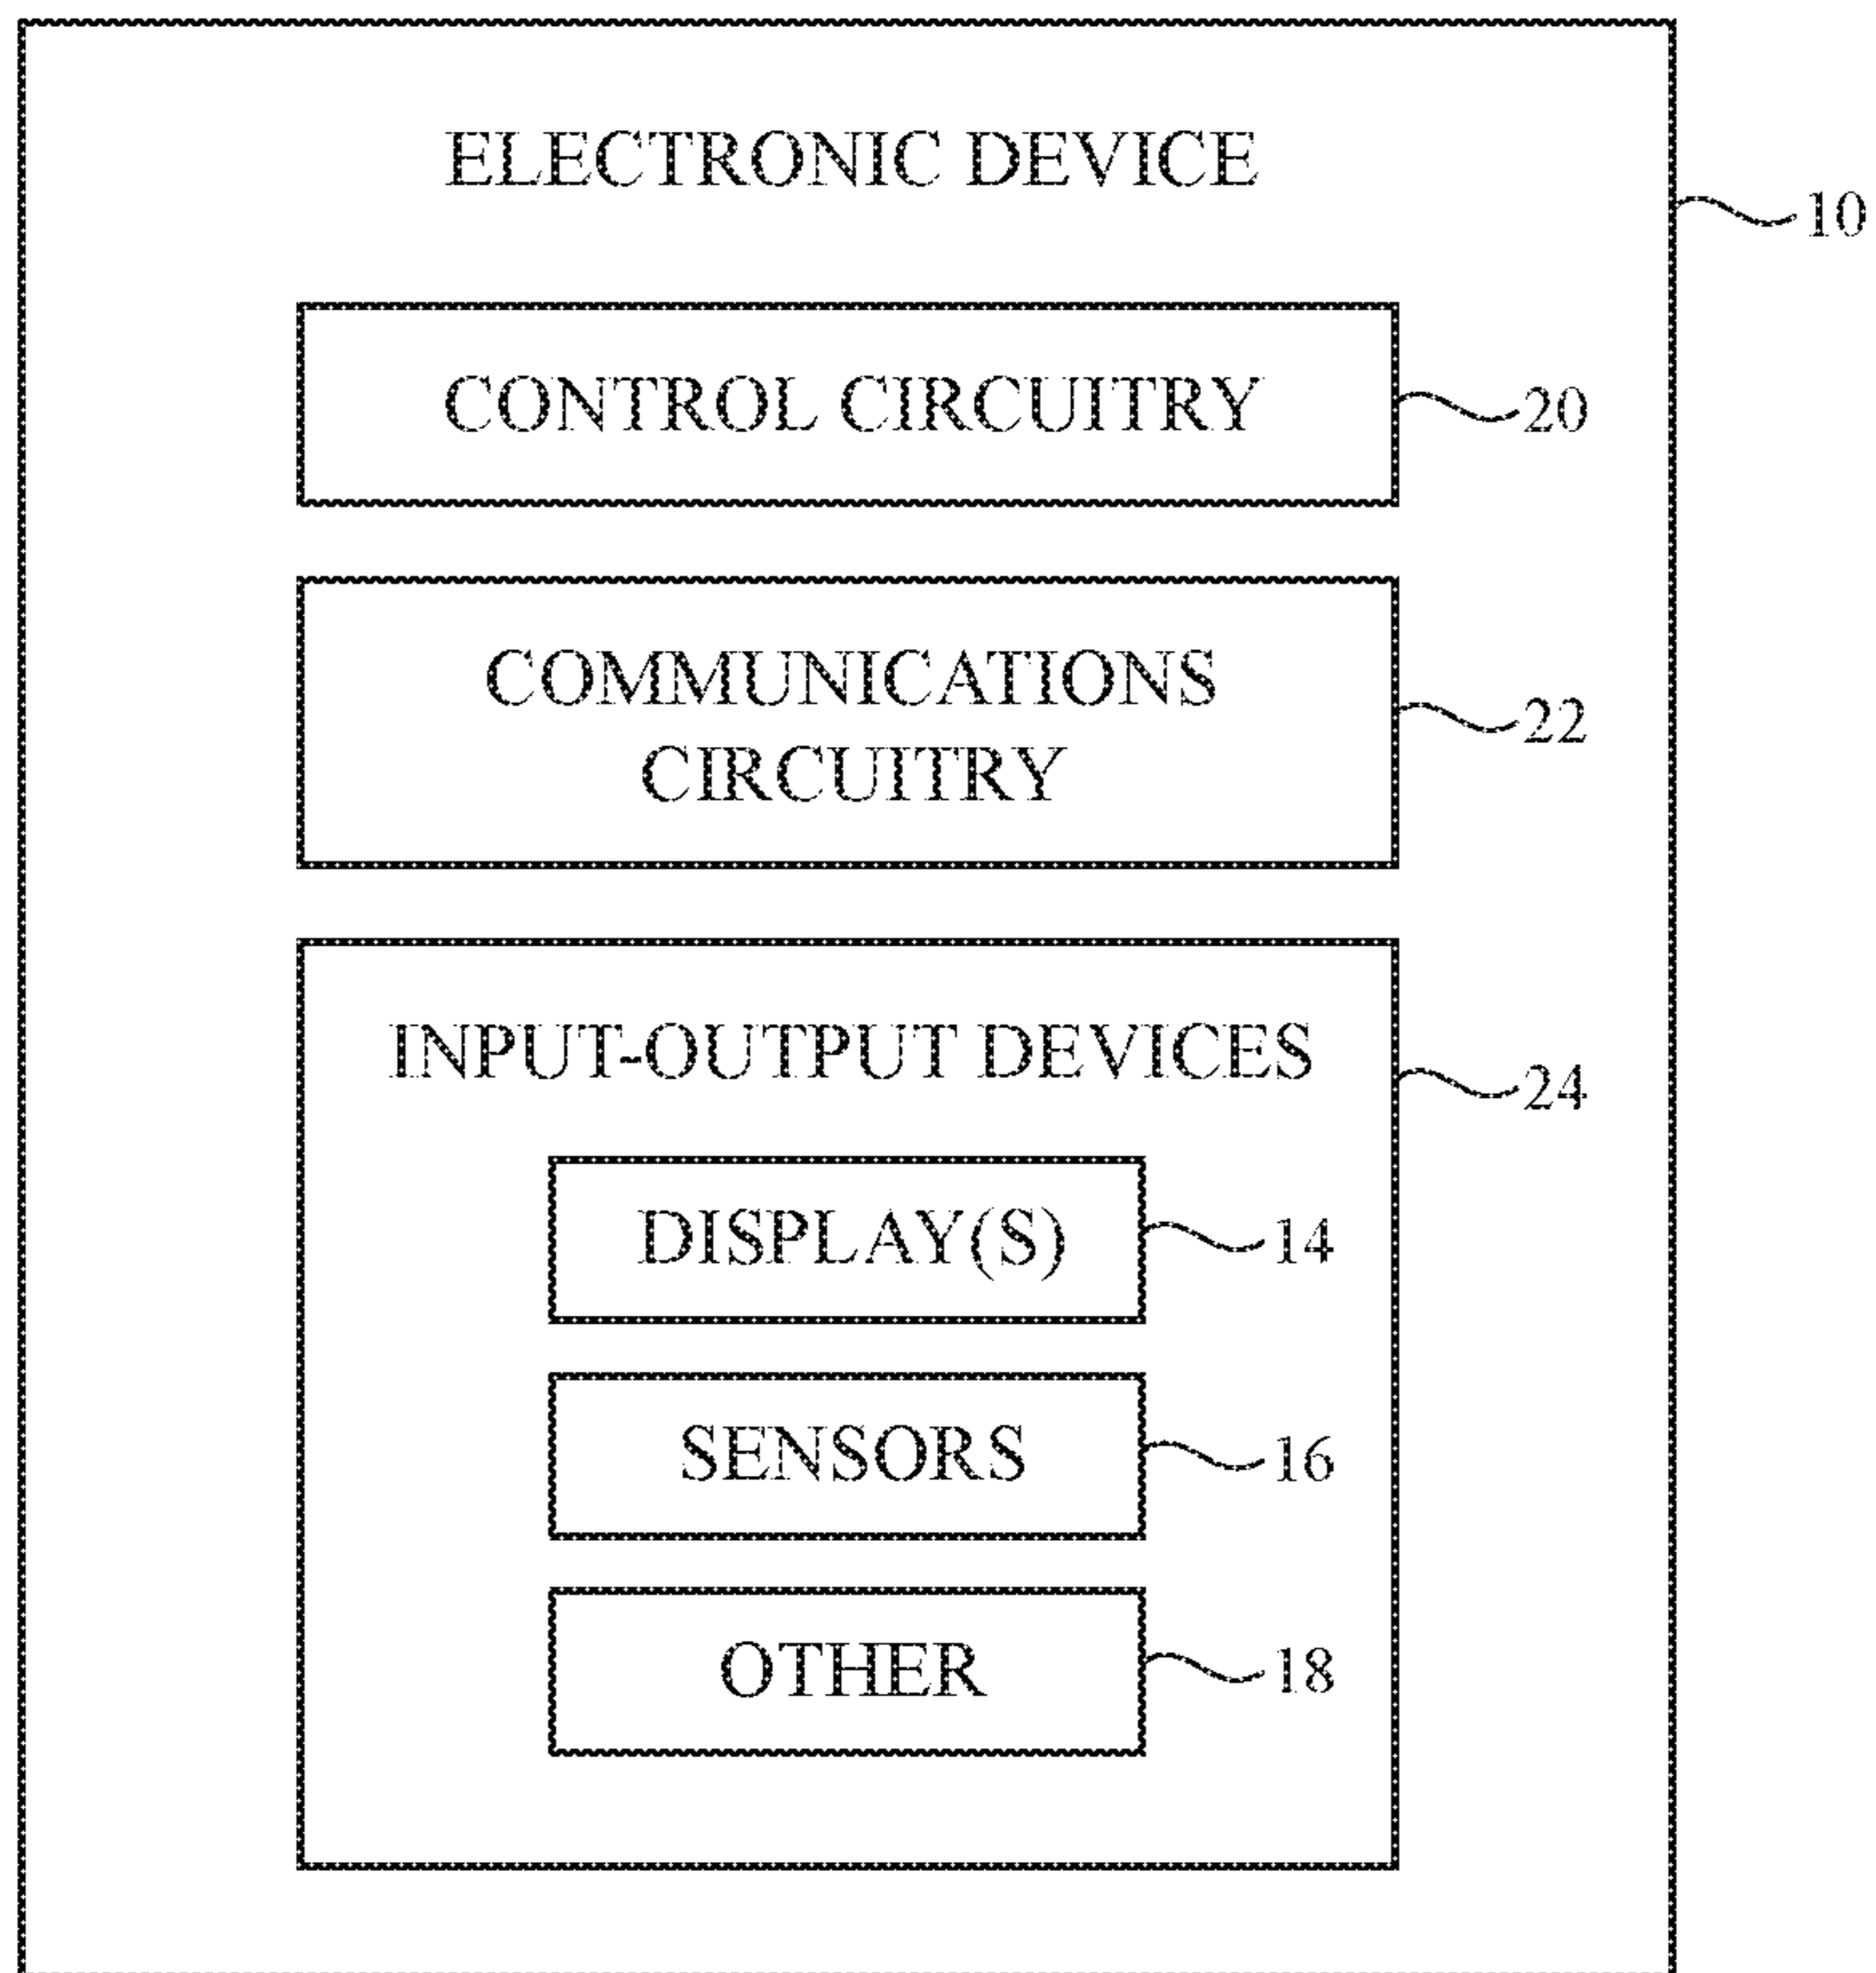 ELECTRONIC DEVICE
10
CONTROL CIRCUITRY
20
COMMUNICATIONS
CIRCUITRY
22
INPUT-OUTPUT DEVICES
24
DISPLAY(S)
14
SENSORS
16
OTHER
18